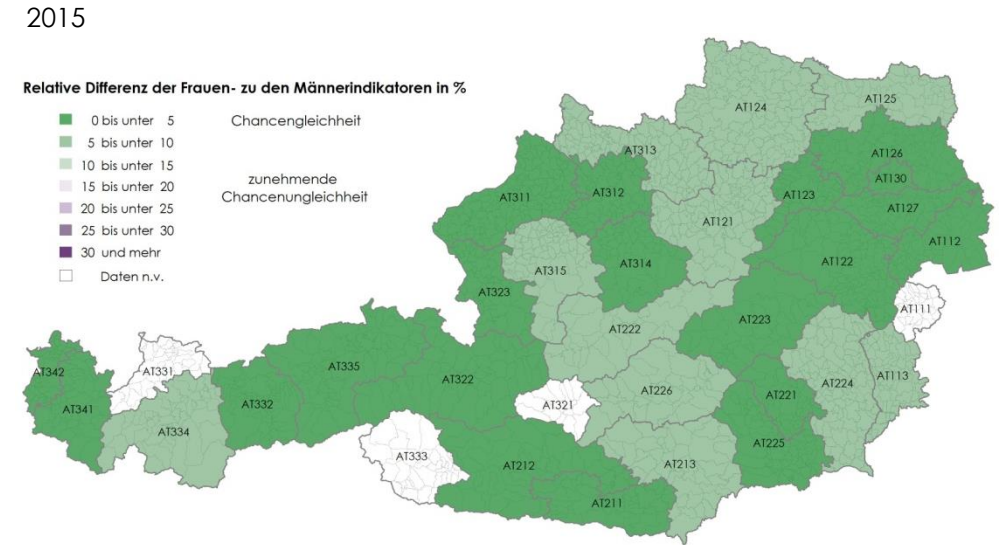 2015
Relative Differenz der Frauen- zu den Männerindikatoren in %
0 bis unter 5 Chancengleichheit
5 bis unter 10
10 bis unter 15
15 bis unter 20 zunehmende
20 bis unter 25 Chancenungleichheit
25 bis unter 30
30 und mehr
Daten n.v.
AT124
AT125
AT313
AT126
AT130
AT311
AT312
AT123
AT127
AT121
AT112
AT315
AT314
AT122
AT323
AT111
AT222
AT223
AT342
AT331
AT335
AT322
AT113
AT341
AT332
AT321
AT226
AT221
AT224
AT334
AT225
AT333
AT212
AT213
AT211